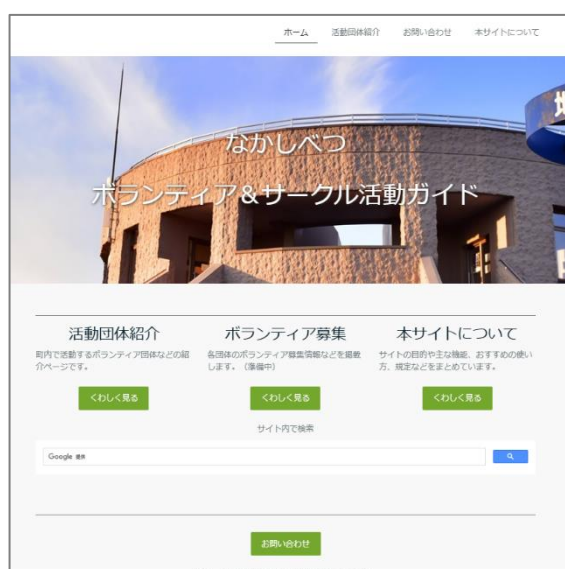 ホーム 活動団体紹介 お問い合わせ 本サイトについて
なかしべつ
ボランティア&サークル活動ガイド
活動団体紹介
町内で活動するボランティア団体などの紹
介ページです。
くわしく見る
ボランティア募集
各団体のボランティア募集情報などを掲載
します。（準備中）
くわしく見る
本サイトについて
サイトの目的や主な機能、おすすめの使い
方、規定などをまとめています。
くわしく見る
サイト内で検索
Google 提供
お問い合わせ